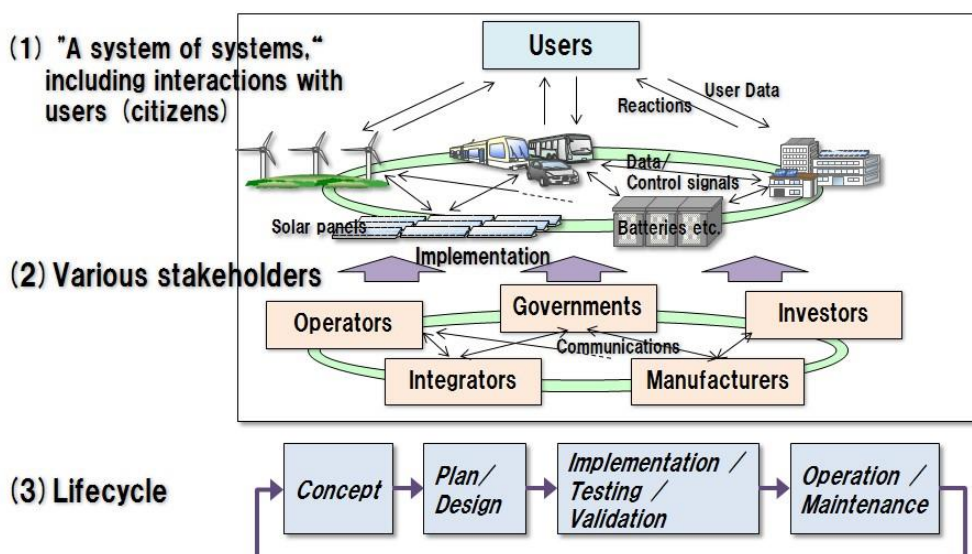 (1) "A system of systems,"
including interactions with
users (citizens)
Users
User Data
Reactions
Data/
Control signals
Solar panels
Batteries etc.
Implementation
(2) Various stakeholders
Governments
Operators
Investors
Communications
Integrators
Manufacturers
(3) Lifecycle
Concept
Plan/
Design
Implementation /
Testing /
Validation
Operation /
Maintenance